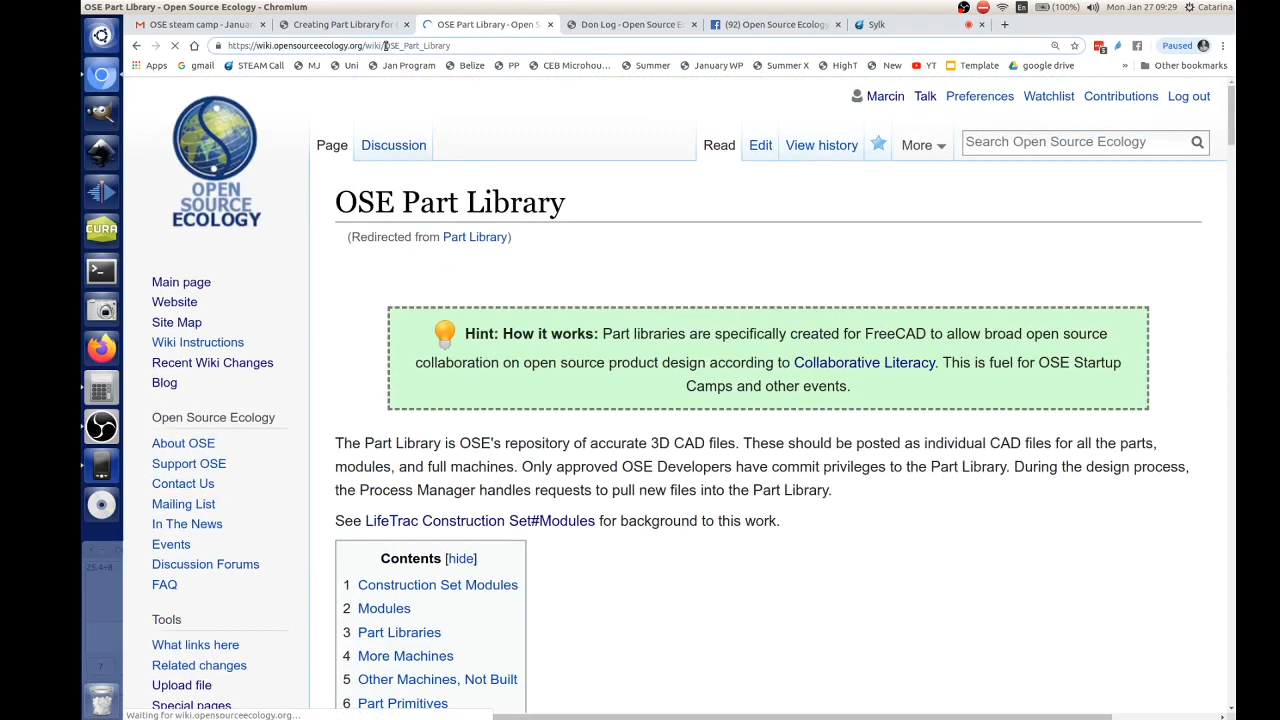 OSE Part Library - Open Source Ecology - Chromium
(100%) Mon Jan 27 09:29 Catarina
OSE steam camp - Janua
Creating Part Library for
OSE Part Library - Open S
Don Log - Open Source E
(92) Open Source Ecology
Sylk
https://wiki.opensourceecology.org/wiki/OSE_Part_Library
Paused
Apps
gmail
STEAM Call
MJ
Uni
Jan Program
Belize
PP
CEB Microhou...
Summer
January WP
Summer X
HighT
New
YT
Template
google drive
»
Other bookmarks
Marcin Talk Preferences Watchlist Contributions Log out
Page Discussion Read Edit View history More Search Open Source Ecology
OPEN
SOURCE
ECOLOGY
CURA
OSE Part Library
(Redirected from Part Library)
Hint: How it works: Part libraries are specifically created for FreeCAD to allow broad open source
collaboration on open source product design according to Collaborative Literacy. This is fuel for OSE Startup
Camps and other events.
The Part Library is OSE's repository of accurate 3D CAD files. These should be posted as individual CAD files for all the parts,
modules, and full machines. Only approved OSE Developers have commit privileges to the Part Library. During the design process,
the Process Manager handles requests to pull new files into the Part Library.
See LifeTrac Construction Set#Modules for background to this work.
Contents [hide]
1 Construction Set Modules
2 Modules
3 Part Libraries
4 More Machines
5 Other Machines, Not Built
6 Part Primitives
Main page
Website
Site Map
Wiki Instructions
Recent Wiki Changes
Blog
Open Source Ecology
About OSE
Support OSE
Contact Us
Mailing List
In The News
Events
Discussion Forums
FAQ
Tools
What links here
Related changes
Upload file
Special pages
Waiting for wiki.opensourceecology.org...